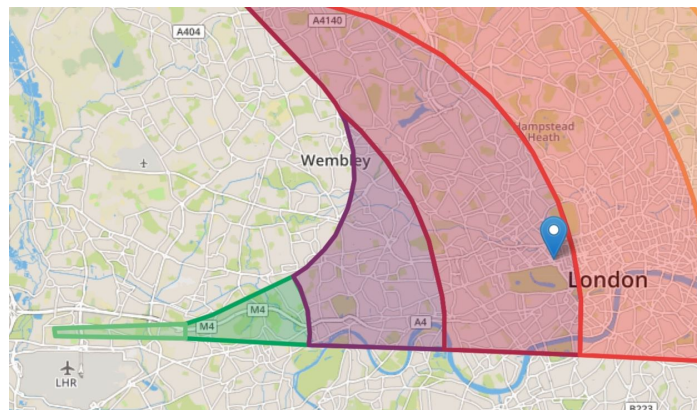 A404
A4140
Hampstead
Heath
Wembley
London
M4
M4
A4
LHR
B223